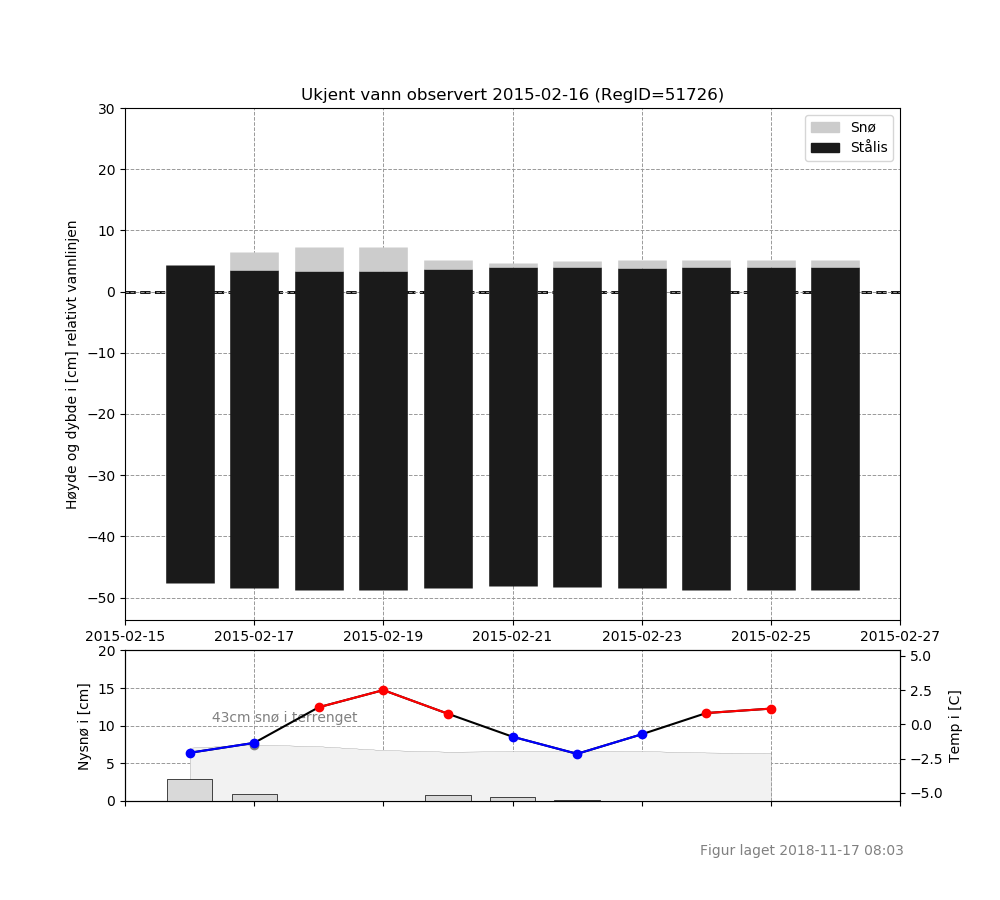 Ukjent vann observert 2015-02-16 (RegID=51726)
Snø
Stålis
30
20
10
0
−10
−20
−30
−40
−50
Høyde og dybde i [cm] relativt vannlinjen
2015-02-15 2015-02-17 2015-02-19 2015-02-21 2015-02-23 2015-02-25 2015-02-27
20
15
10
5
0
Nysnø i [cm]
43cm snø i terrenget
5.0
2.5
0.0
−2.5
−5.0
Temp i [C]
Figur laget 2018-11-17 08:03